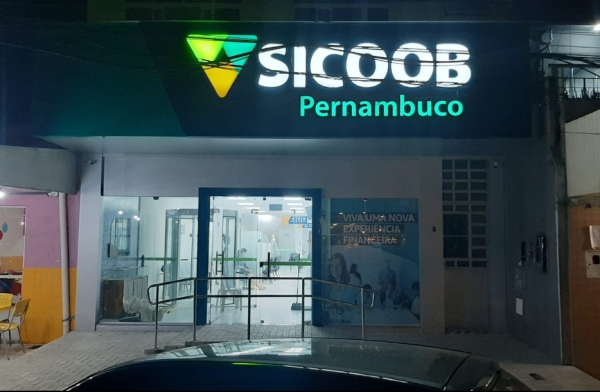 SICOOB
Pernambuco
VIVA UMA NOVA
EXPERIÊNCIA
FINANCEIRA